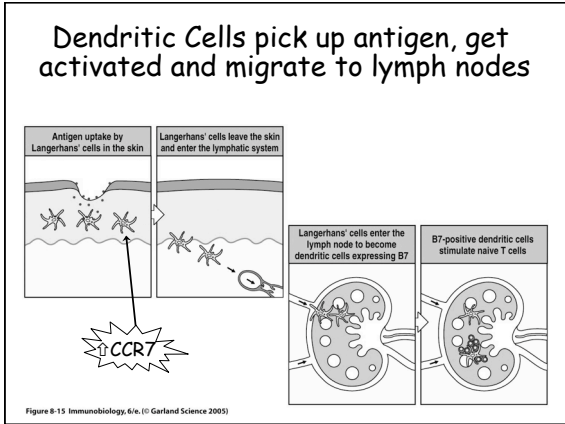 Dendritic Cells pick up antigen, get
activated and migrate to lymph nodes
Antigen uptake by
Langerhans' cells in the skin
Langerhans' cells leave the skin
and enter the lymphatic system
Langerhans' cells enter the
lymph node to become
dendritic cells expressing B7
B7-positive dendritic cells
stimulate naive T cells
⇧CCR7
Figure 8-15 Immunobiology, 6/e. (© Garland Science 2005)